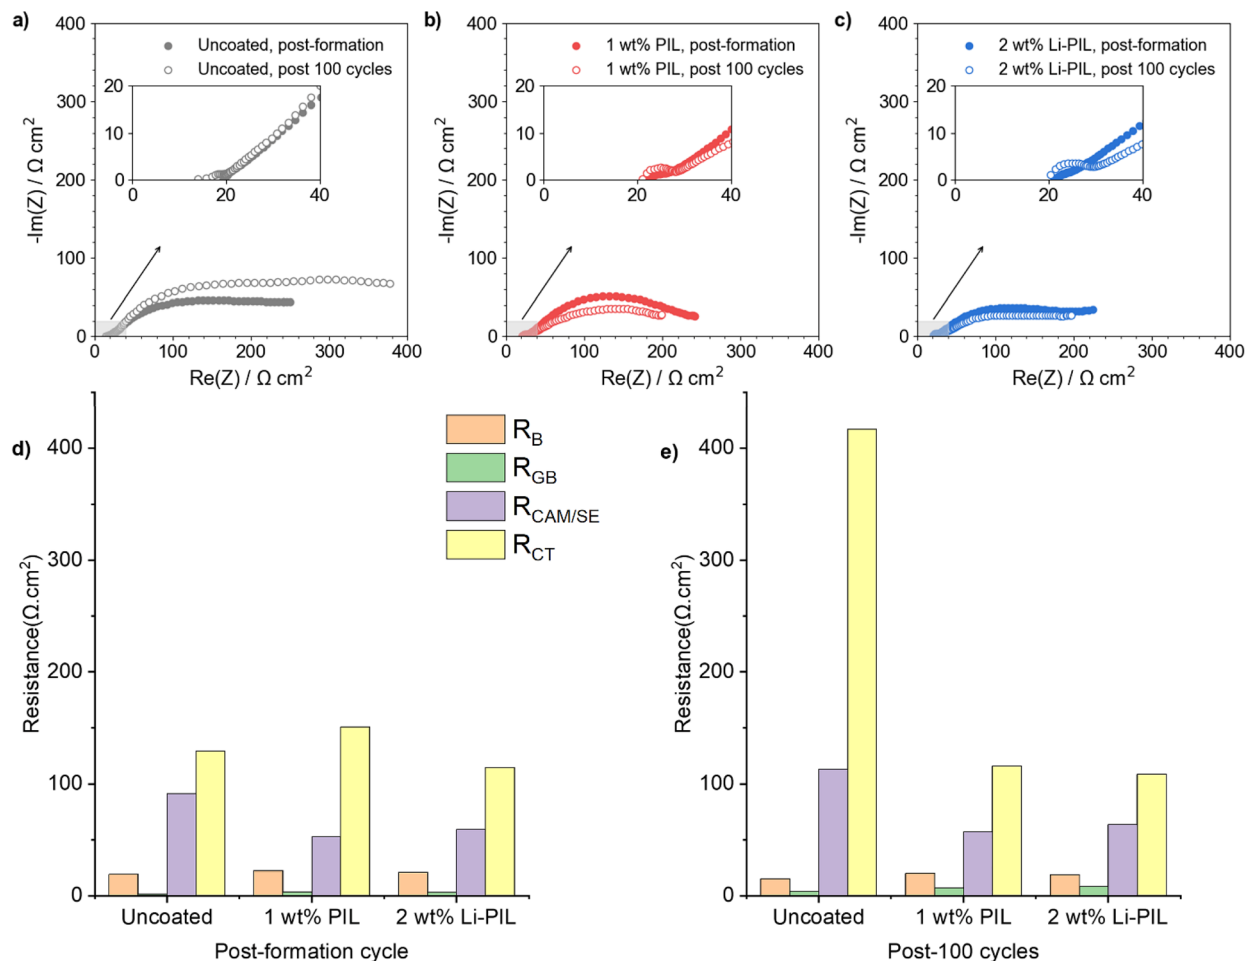 a)
400
300
200
100
0
-Im(Z) / Ω cm²
Uncoated, post-formation
Uncoated, post 100 cycles
20
10
0
0
20
40
0
100
200
300
400
Re(Z) / Ω cm²
b)
400
300
200
100
0
-Im(Z) / Ω cm²
1 wt% PIL, post-formation
1 wt% PIL, post 100 cycles
20
10
0
0
20
40
0
100
200
300
400
Re(Z) / Ω cm²
c)
400
300
200
100
0
-Im(Z) / Ω cm²
2 wt% Li-PIL, post-formation
2 wt% Li-PIL, post 100 cycles
20
10
0
0
20
40
0
100
200
300
400
Re(Z) / Ω cm²
d)
400
300
200
100
0
Resistance(Ω.cm²)
R_B
R_GB
R_CAM/SE
R_CT
Uncoated
1 wt% PIL
2 wt% Li-PIL
Post-formation cycle
e)
400
300
200
100
0
Resistance(Ω.cm²)
Uncoated
1 wt% PIL
2 wt% Li-PIL
Post-100 cycles